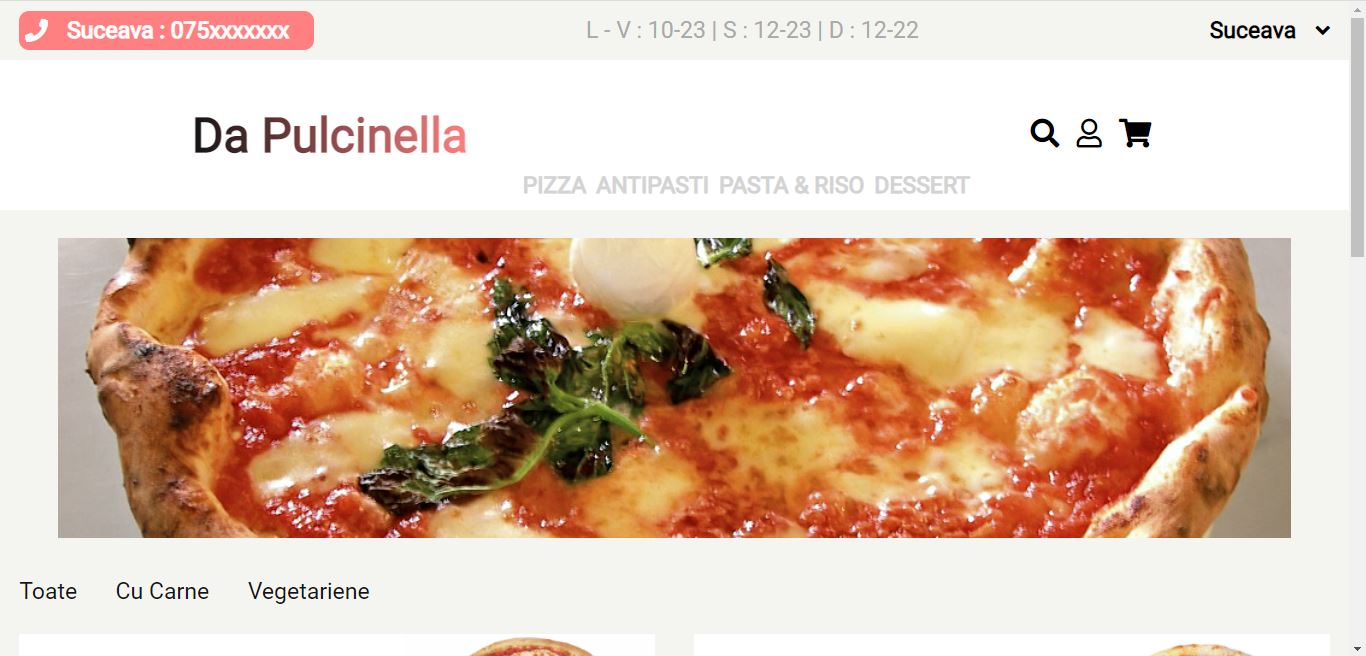 Suceava : 075xxxxxxx
L - V : 10-23 | S : 12-23 | D : 12-22
Suceava
Da Pulcinella
PIZZA ANTIPASTI PASTA & RISO DESSERT
Toate Cu Carne Vegetariene